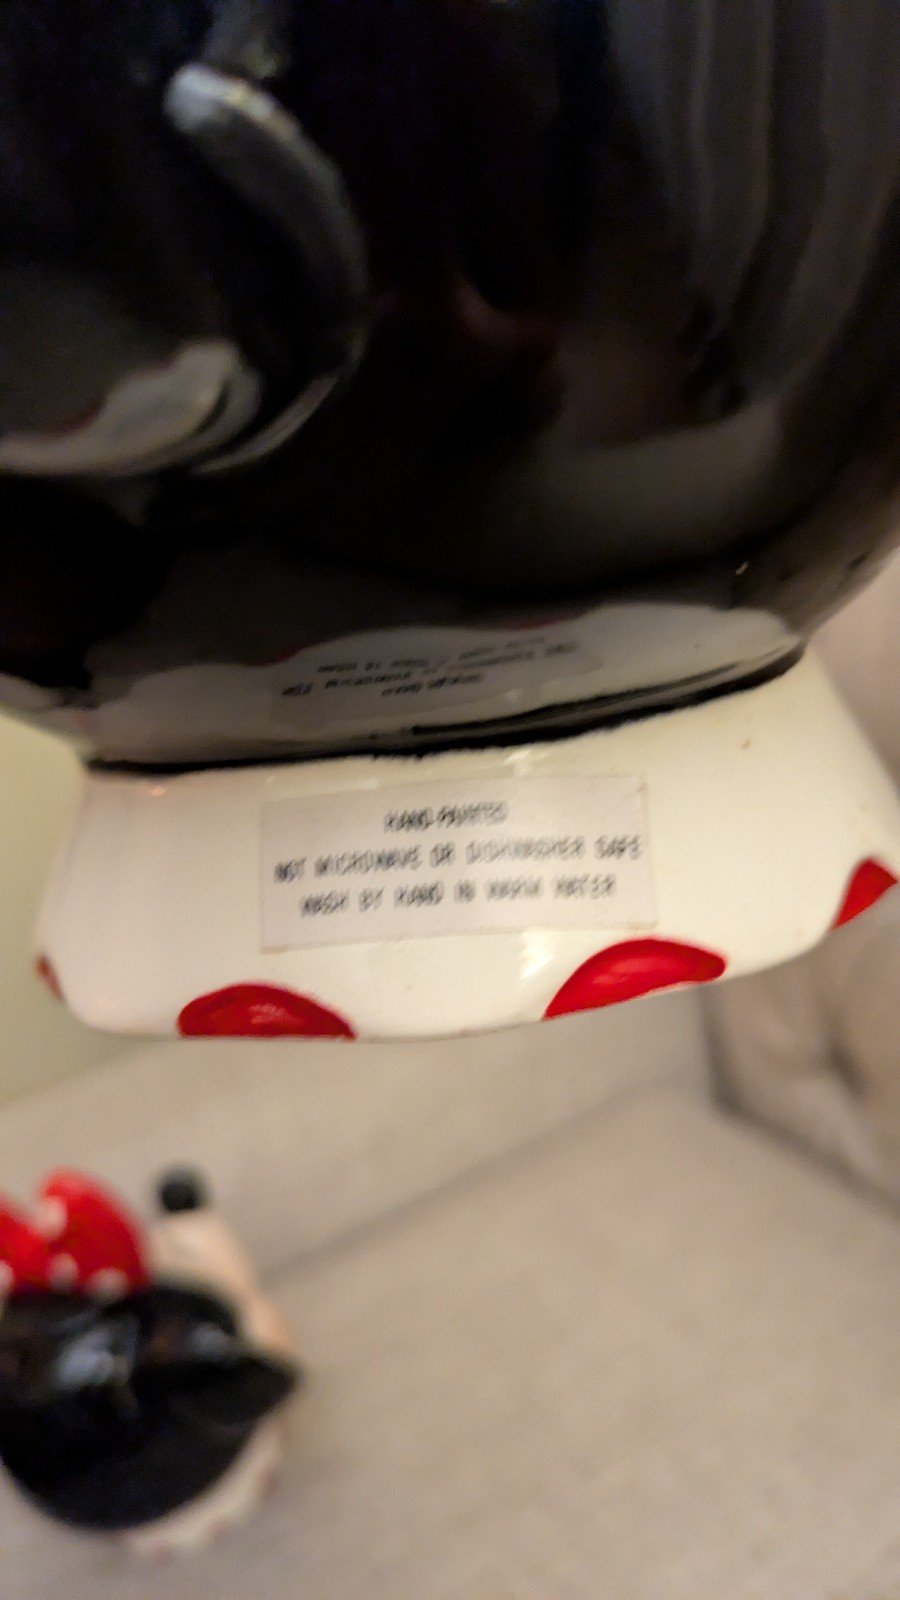 HAND PAINTED
NOT MICROWAVE OR DISHWASHER SAFE
WASH BY HAND IN WARM WATER